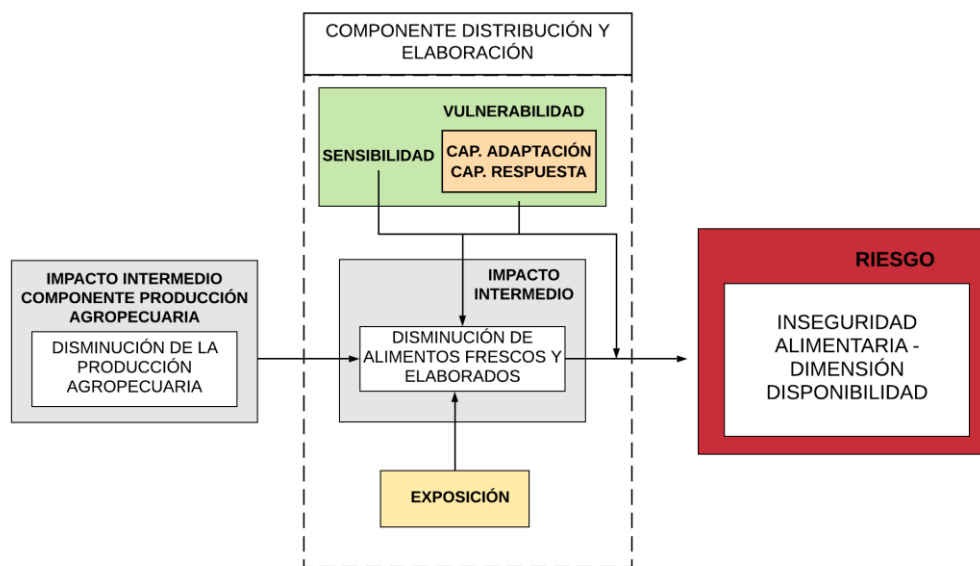 COMPONENTE DISTRIBUCIÓN Y
ELABORACIÓN
VULNERABILIDAD
SENSIBILIDAD
CAP. ADAPTACIÓN
CAP. RESPUESTA
IMPACTO INTERMEDIO
COMPONENTE PRODUCCIÓN
AGROPECUARIA
DISMINUCIÓN DE LA
PRODUCCIÓN
AGROPECUARIA
IMPACTO
INTERMEDIO
DISMINUCIÓN DE
ALIMENTOS FRESCOS Y
ELABORADOS
EXPOSICIÓN
RIESGO
INSEGURIDAD
ALIMENTARIA -
DIMENSIÓN
DISPONIBILIDAD